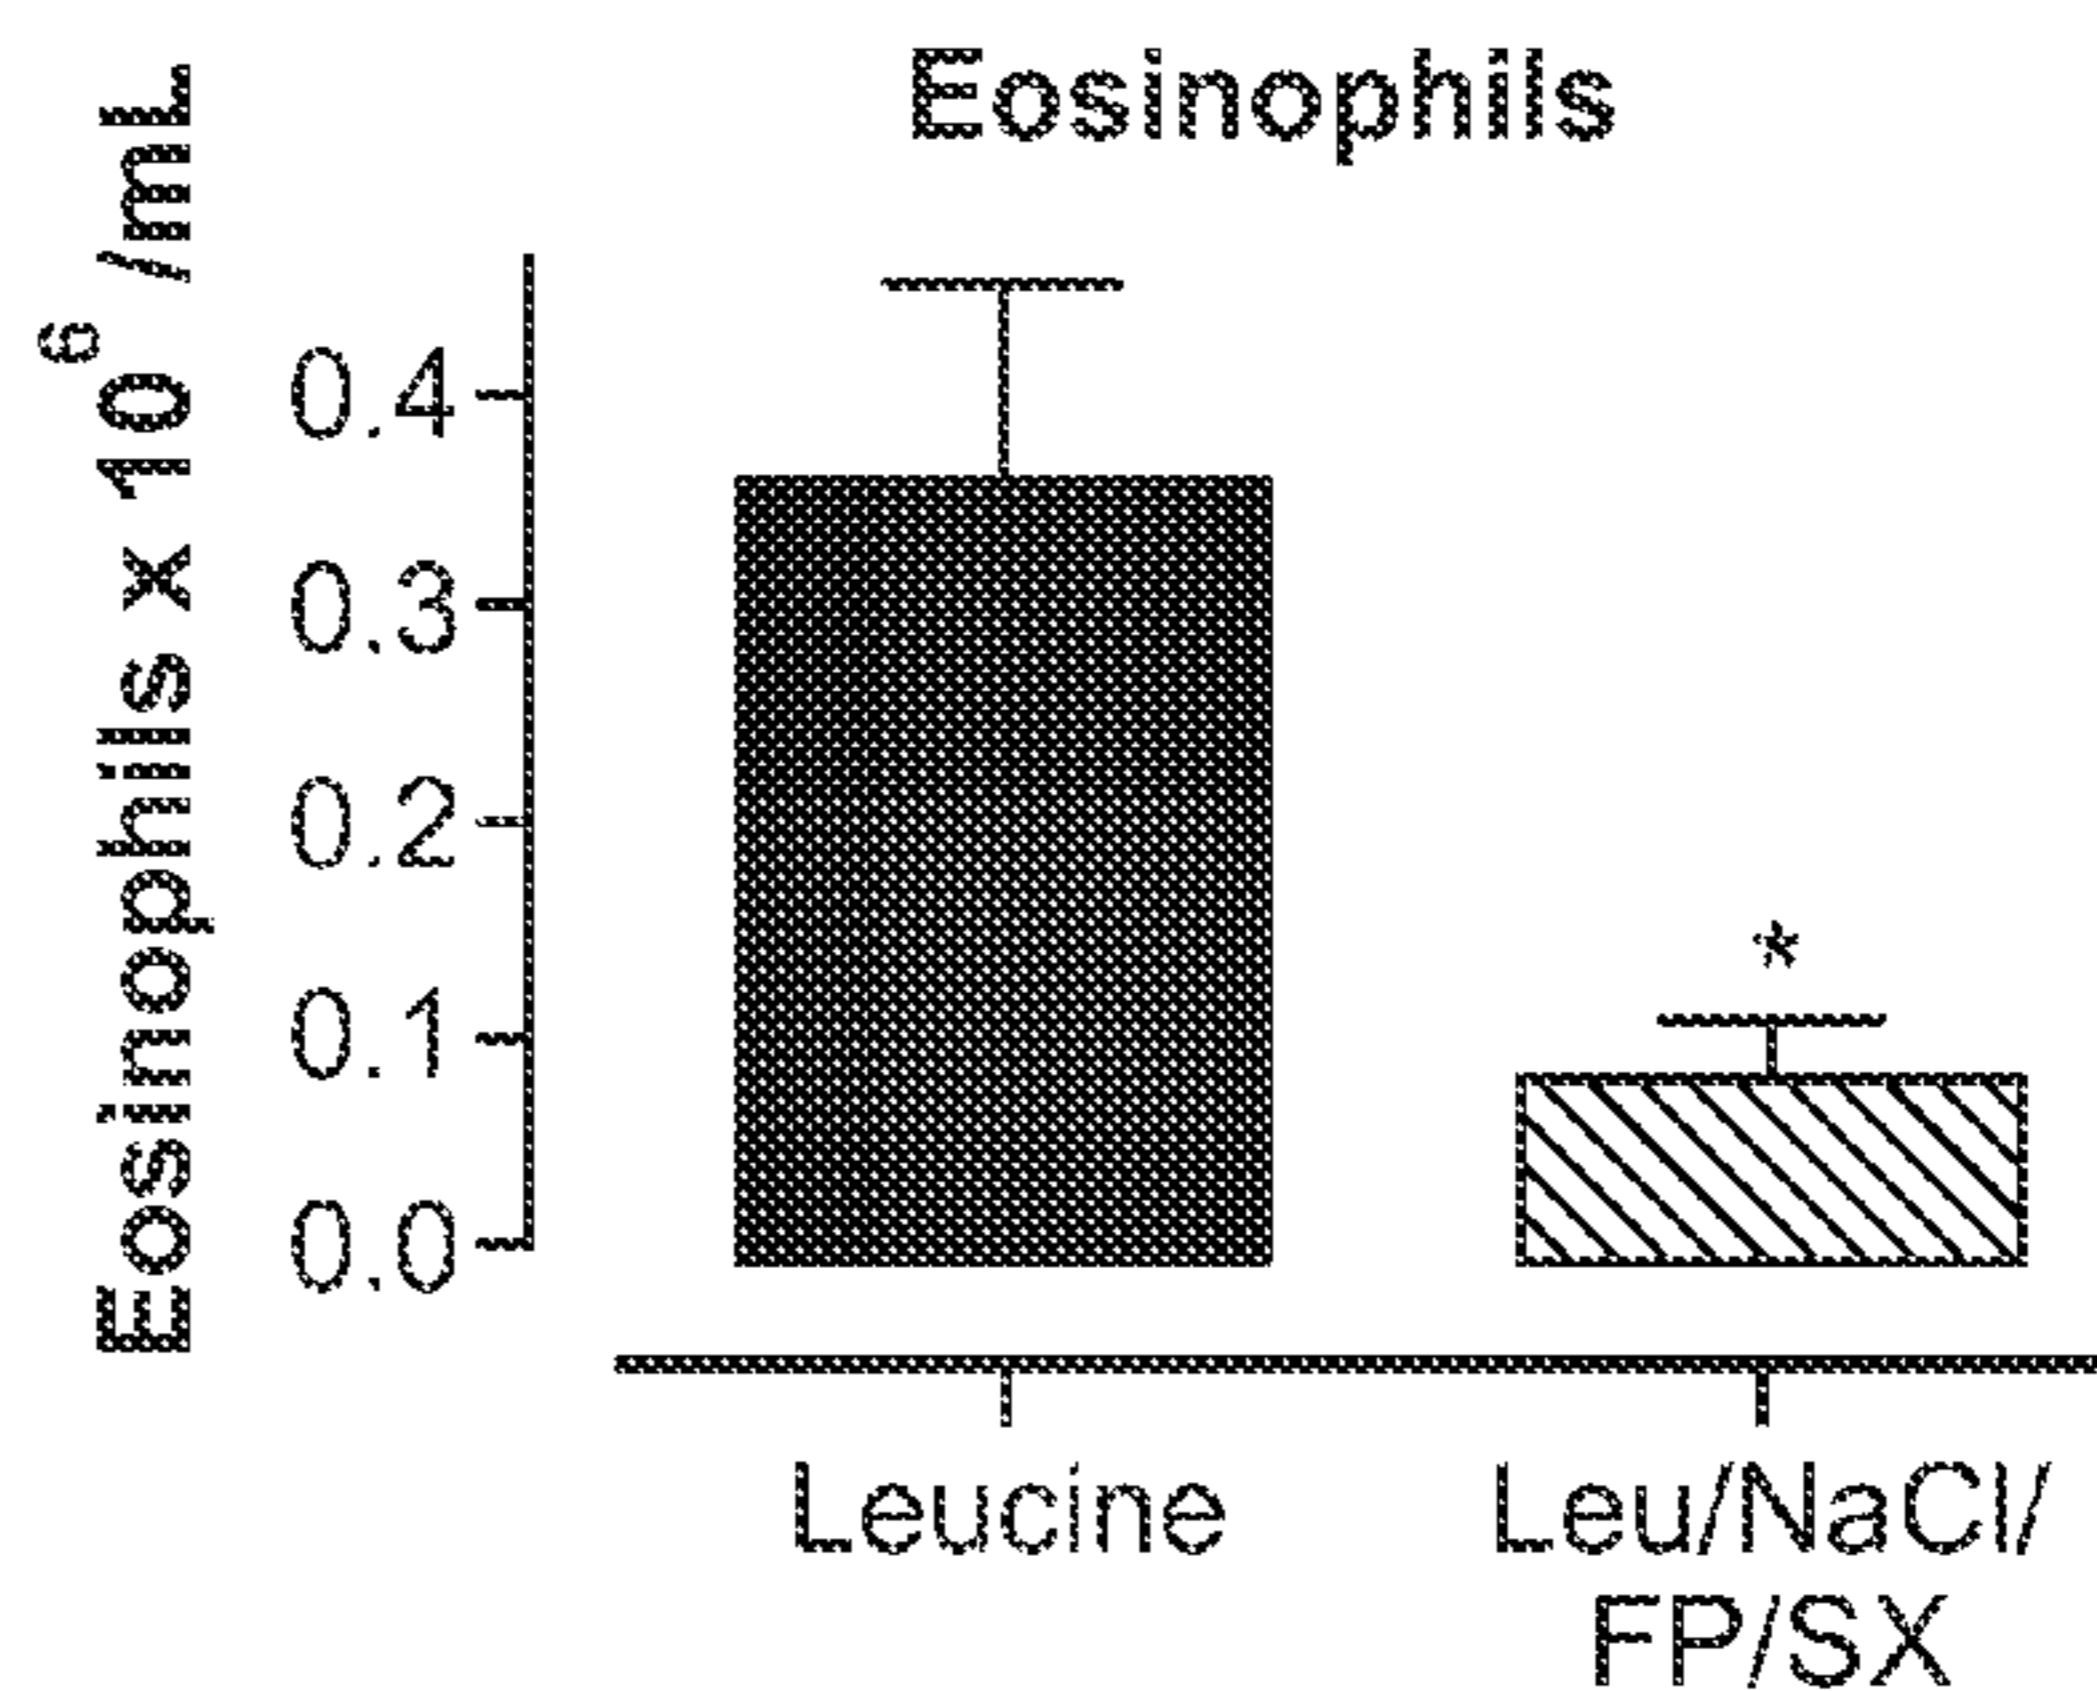 Eosinophils
Eosinophils x 10⁶ /mL
0.4
0.3
0.2
0.1
0.0
*
Leucine
Leu/NaCl/
FP/SX